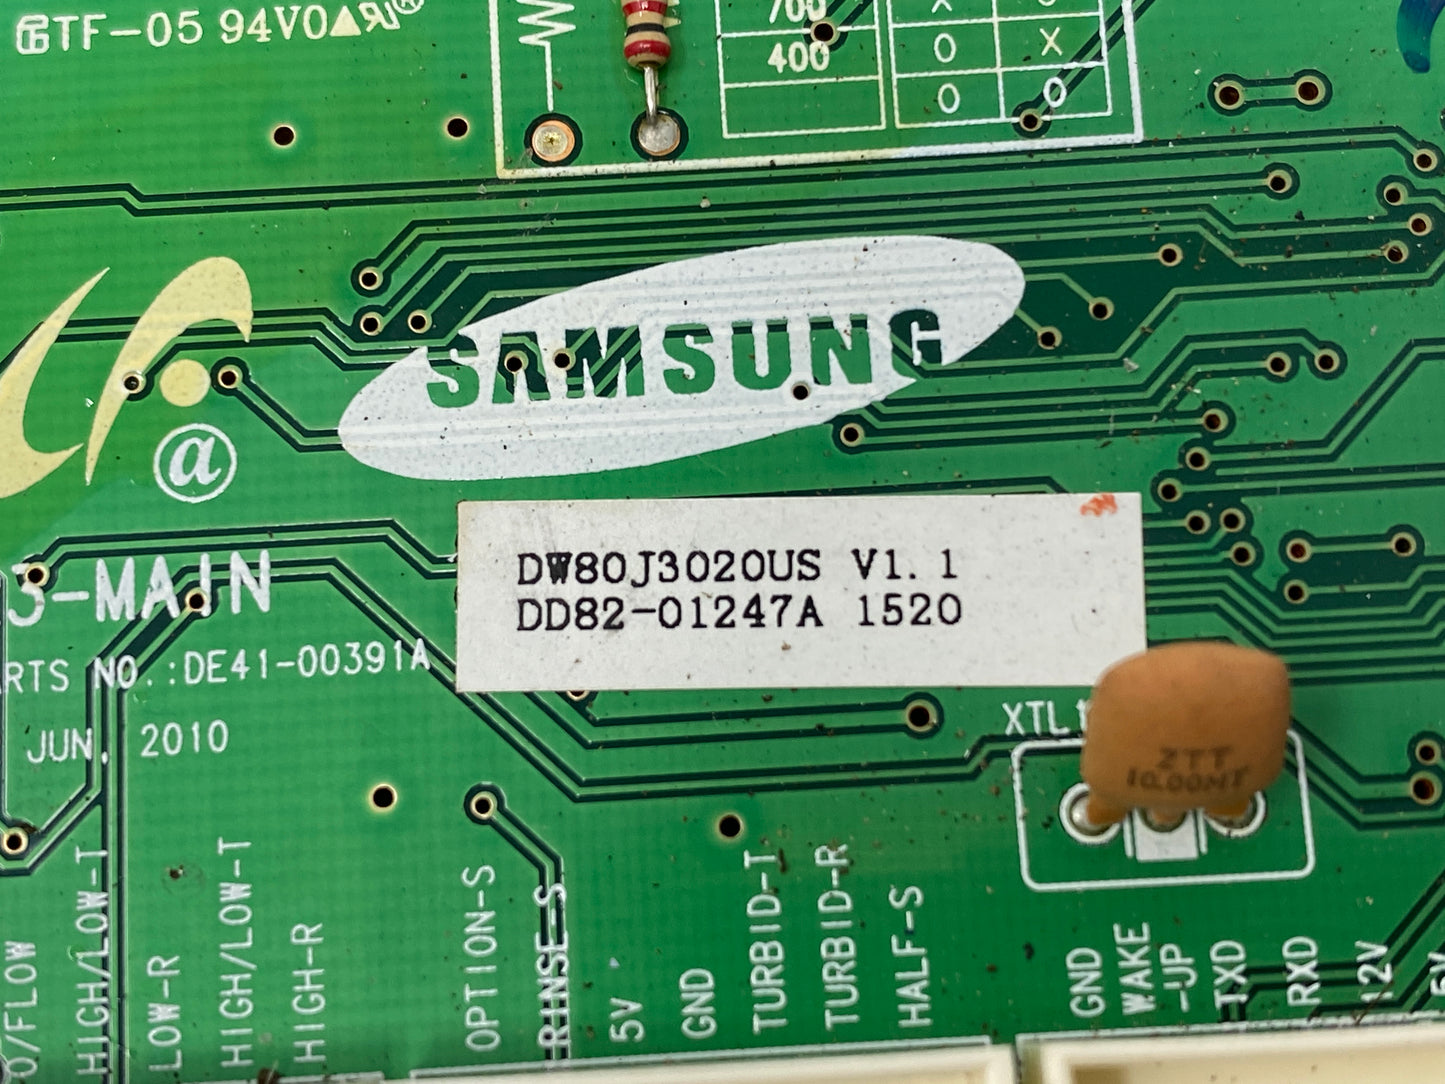 GTF-05 94V0
700 X
400 O X
O O
SAMSUNG
@
DW80J3020US V1.1
DD82-01247A 1520
3-MAIN
RTS NO.:DE41-00391A
JUN. 2010
XTL1
ZTT
10.00MT
O/FLOW
HIGH/LOW-T
LOW-R
HIGH/LOW-T
HIGH-R
OPTION-S
RINSE-S
5V
GND
TURBID-T
TURBID-R
HALF-S
GND
WAKE
-UP
TXD
RXD
12V
5V